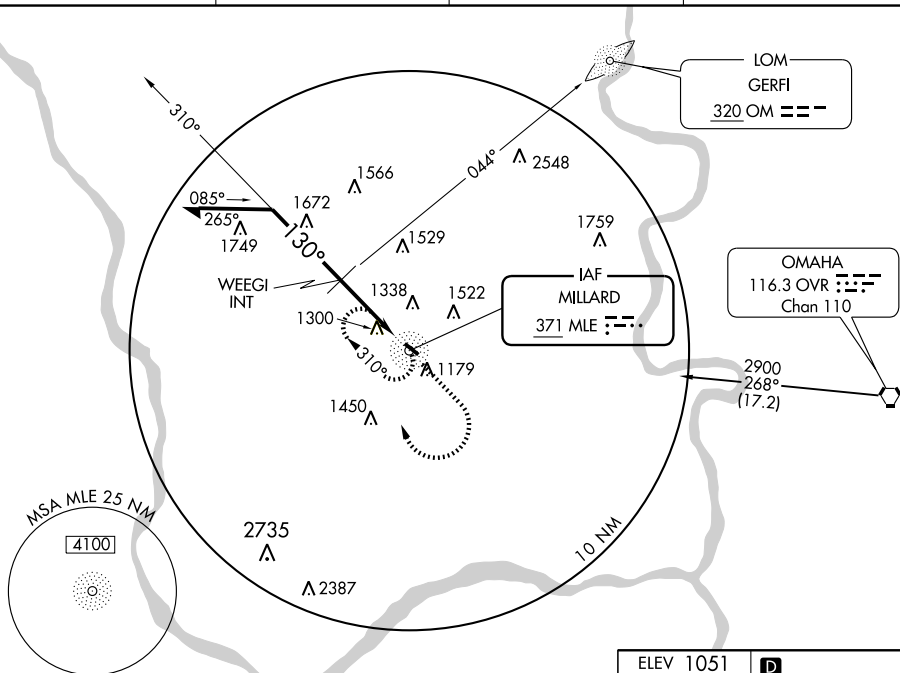 LOM
GERFI
320 OM
310°
044°
2548
1566
085°
265°
1672
1749
130°
1529
1759
WEEGI
INT
OMAHA
116.3 OVR
Chan 110
IAF
MILLARD
371 MLE
1338
1522
1300
310°
1179
2900
268°
(17.2)
1450
MSA MLE 25 NM
4100
2735
10 NM
2387
ELEV 1051
D